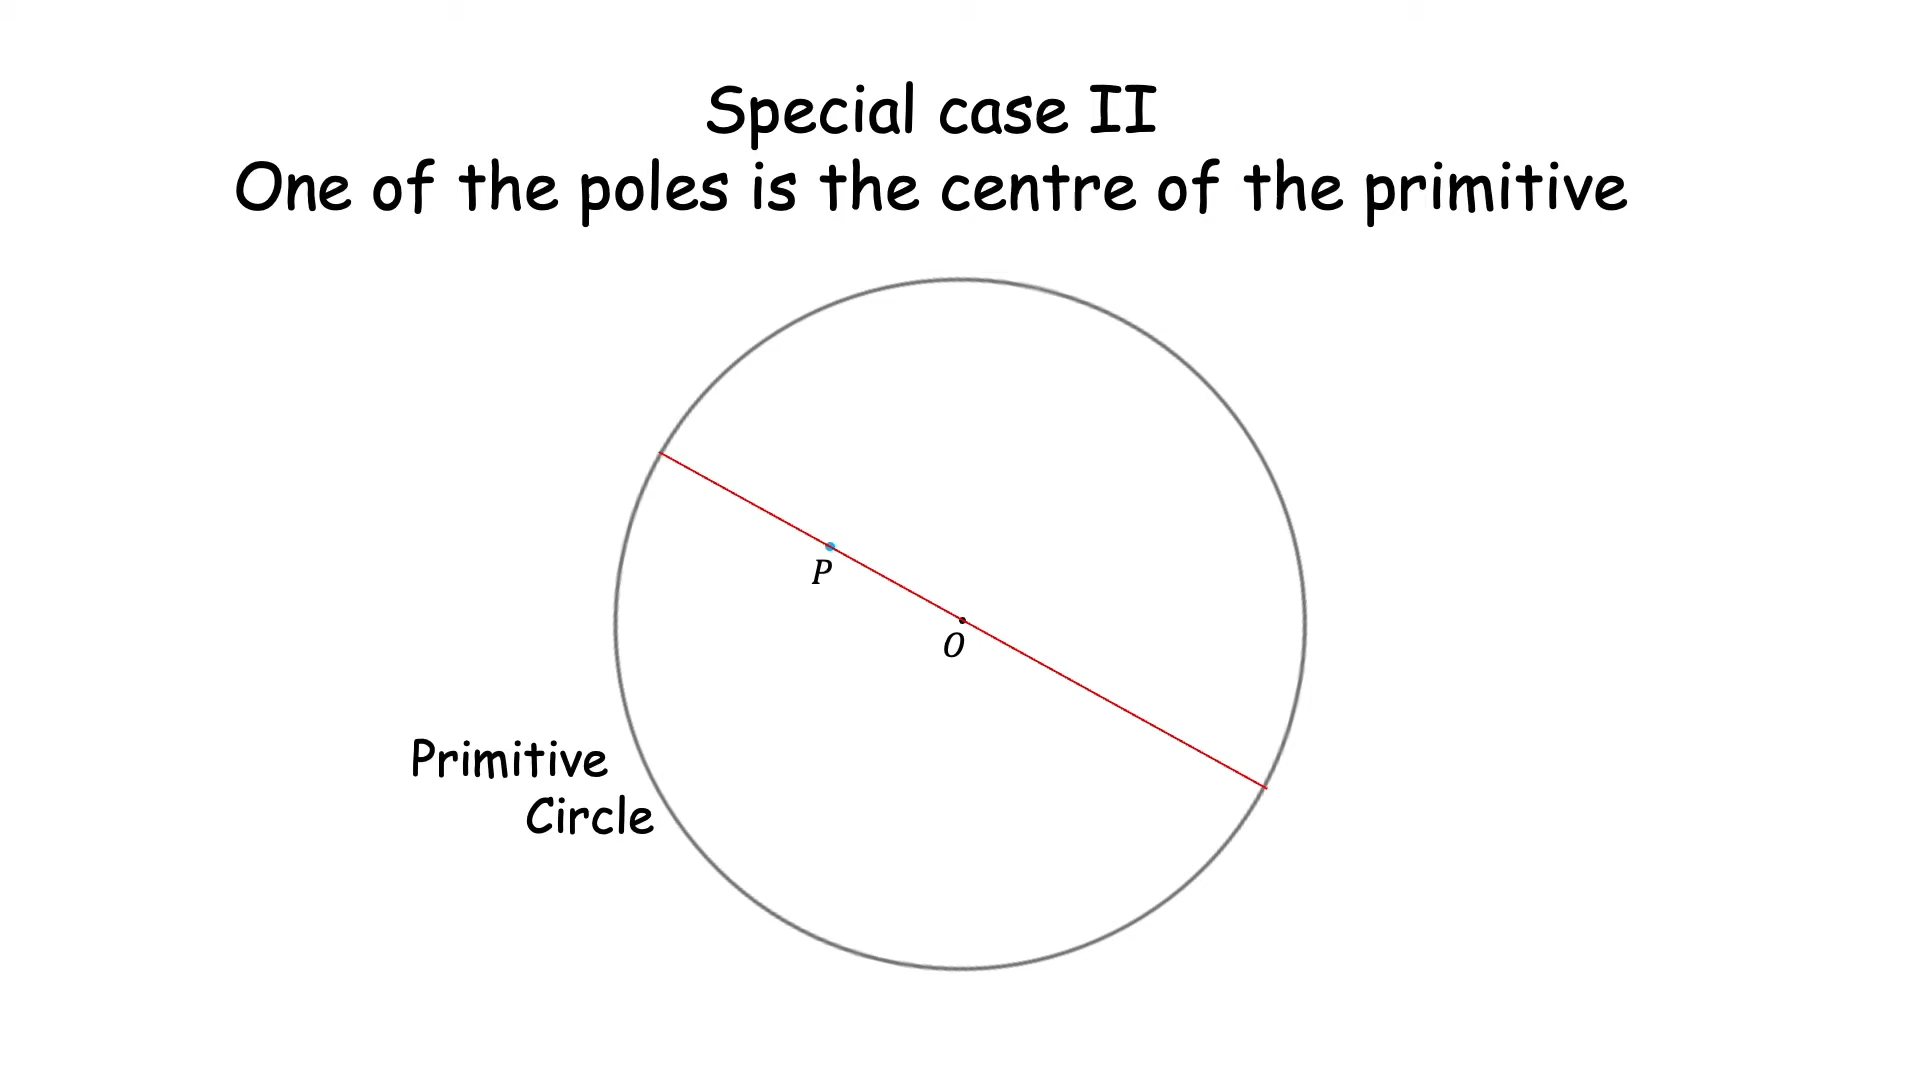 Special case II
One of the poles is the centre of the primitive
P
O
Primitive
Circle